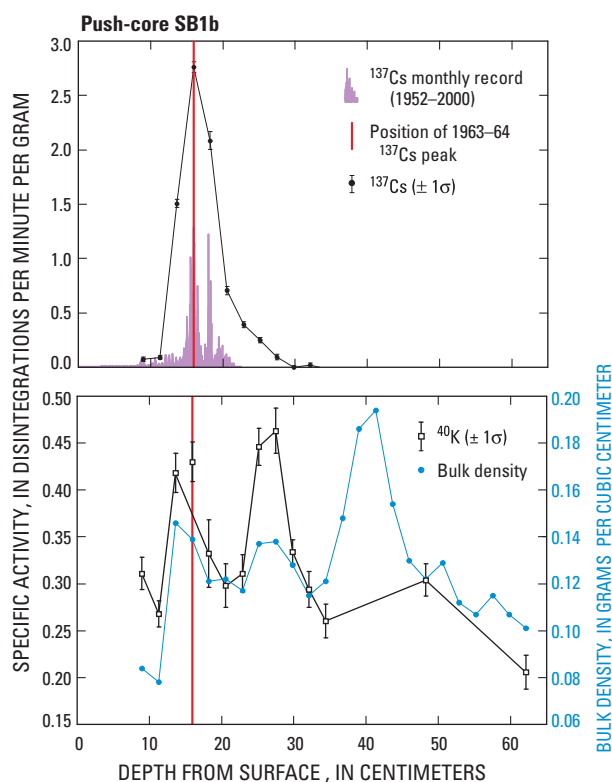 Push-core SB1b
SPECIFIC ACTIVITY, IN DISINTEGRATIONS PER MINUTE PER GRAM
3.0
2.5
2.0
1.5
1.0
0.5
0.0
¹³⁷Cs monthly record
(1952–2000)
Position of 1963–64
¹³⁷Cs peak
¹³⁷Cs (± 1σ)
0.50
0.45
0.40
0.35
0.30
0.25
0.20
0.15
⁴⁰K (± 1σ)
Bulk density
0.20
0.18
0.16
0.14
0.12
0.10
0.08
0.06
BULK DENSITY, IN GRAMS PER CUBIC CENTIMETER
0 10 20 30 40 50 60
DEPTH FROM SURFACE , IN CENTIMETERS